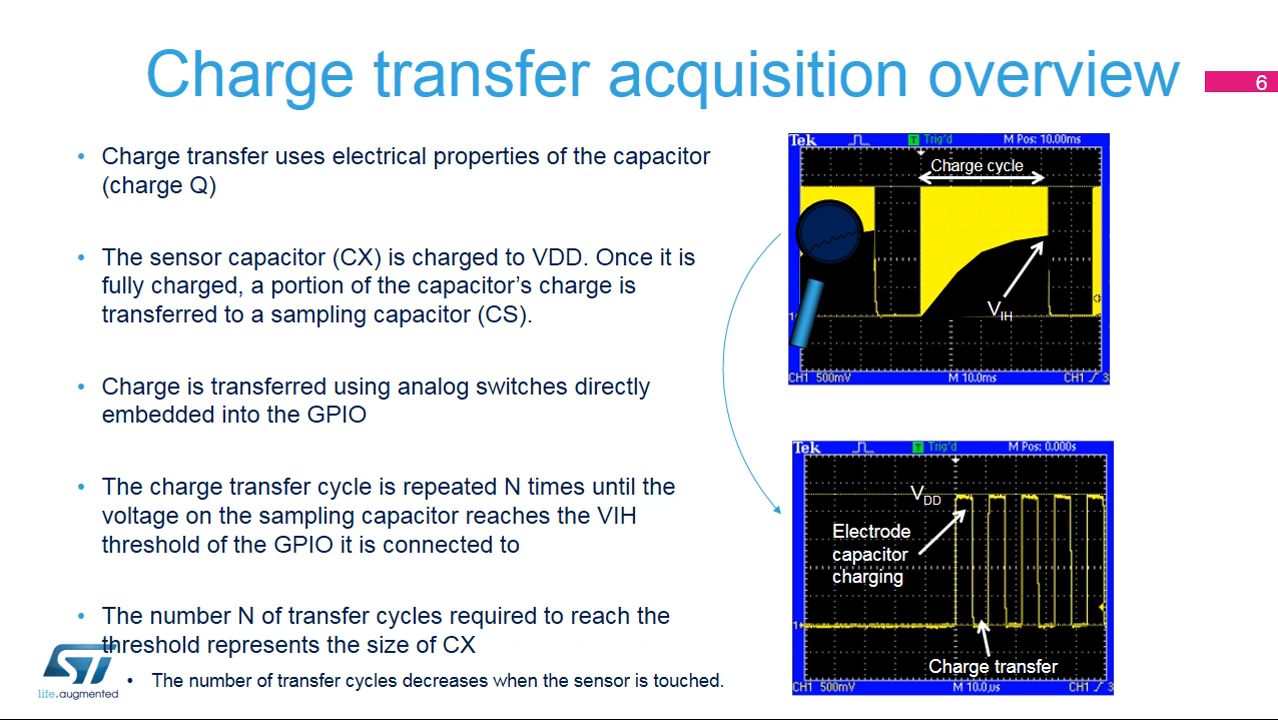 Charge transfer acquisition overview
6
• Charge transfer uses electrical properties of the capacitor
(charge Q)
• The sensor capacitor (CX) is charged to VDD. Once it is
fully charged, a portion of the capacitor's charge is
transferred to a sampling capacitor (CS).
• Charge is transferred using analog switches directly
embedded into the GPIO
• The charge transfer cycle is repeated N times until the
voltage on the sampling capacitor reaches the VIH
threshold of the GPIO it is connected to
• The number N of transfer cycles required to reach the
threshold represents the size of CX
• The number of transfer cycles decreases when the sensor is touched.
ST
life.augmented
Tek T Trig'd M Pos: 10.00ms
Charge cycle
VIH
1
CH1 500mV M 10.0ms CH1 / 3
Tek T Trig'd M Pos: 0.000s
VDD
Electrode
capacitor
charging
1
Charge transfer
CH1 500mV M 10.0µs CH1 / 3